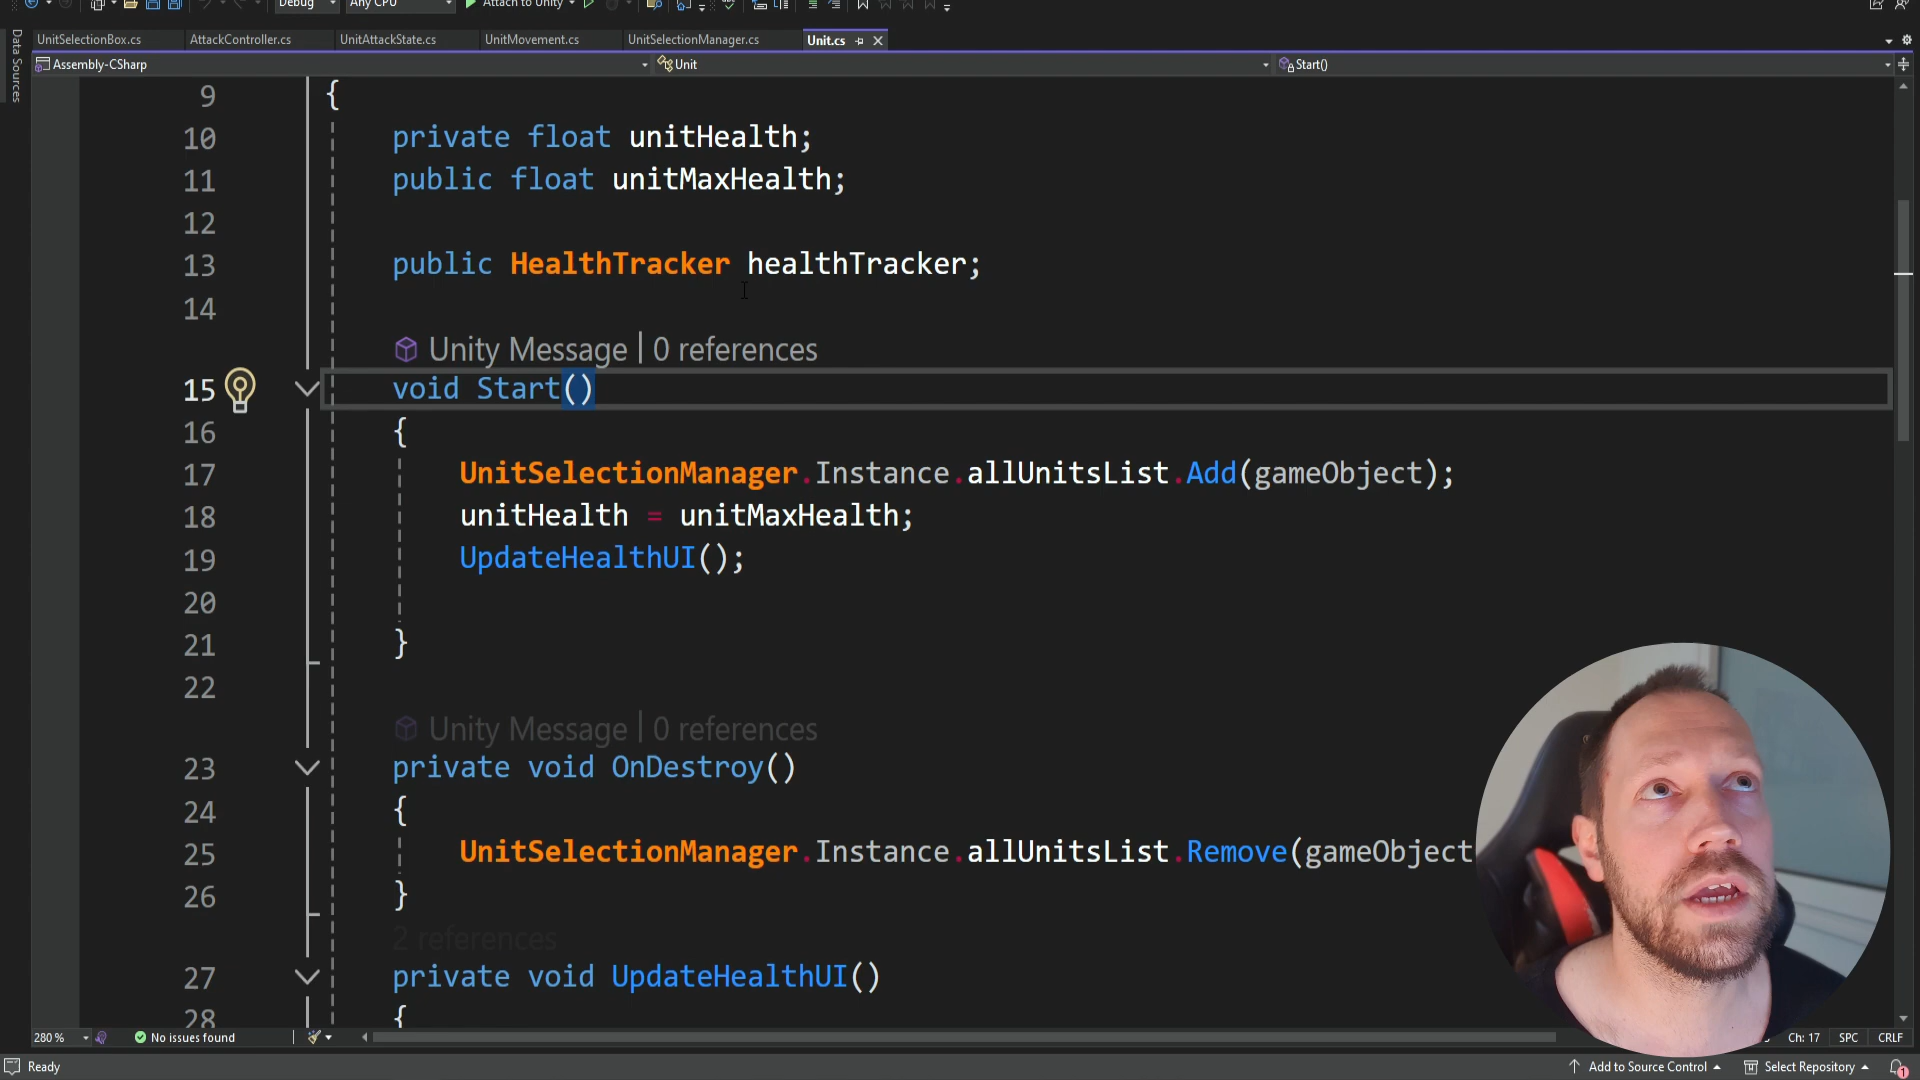 Debug
Any CPU
Attach to Unity
Data Sources
UnitSelectionBox.cs
AttackController.cs
UnitAttackState.cs
UnitMovement.cs
UnitSelectionManager.cs
Unit.cs
Assembly-CSharp
Unit
Start()
9 {
10 private float unitHealth;
11 public float unitMaxHealth;
12
13 public HealthTracker healthTracker;
14
Unity Message | 0 references
15 void Start()
16 {
17 UnitSelectionManager.Instance.allUnitsList.Add(gameObject);
18 unitHealth = unitMaxHealth;
19 UpdateHealthUI();
20
21 }
22
Unity Message | 0 references
23 private void OnDestroy()
24 {
25 UnitSelectionManager.Instance.allUnitsList.Remove(gameObject
26 }
2 references
27 private void UpdateHealthUI()
28 {
280 %
No issues found
Ch: 17
SPC
CRLF
Ready
Add to Source Control
Select Repository
1